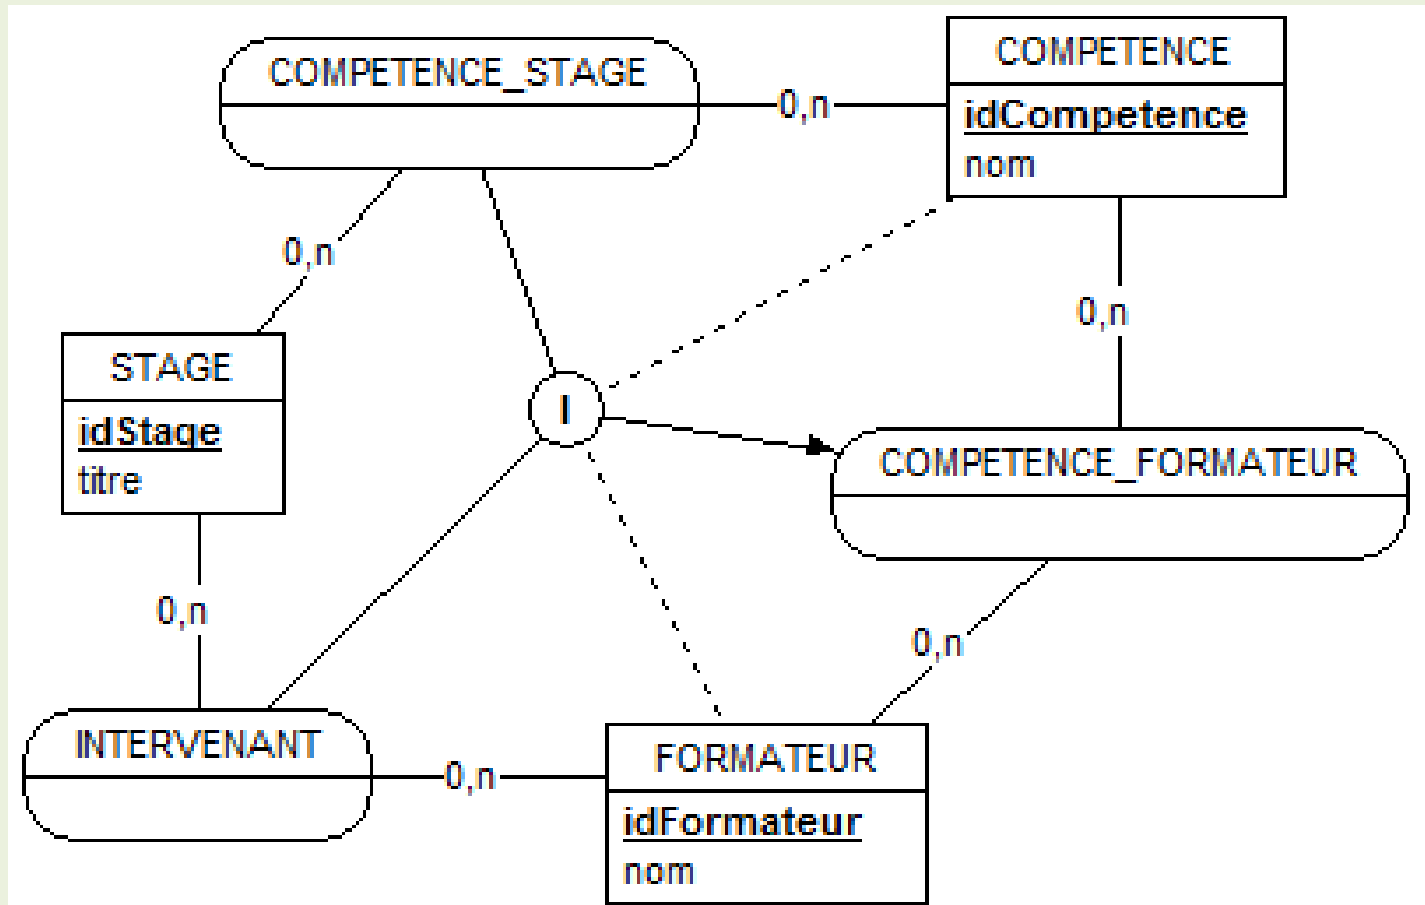 COMPETENCE_STAGE
0,n
COMPETENCE
idCompetence
nom
0,n
0,n
STAGE
idStage
titre
I
COMPETENCE_FORMATEUR
0,n
0,n
INTERVENANT
0,n
FORMATEUR
idFormateur
nom